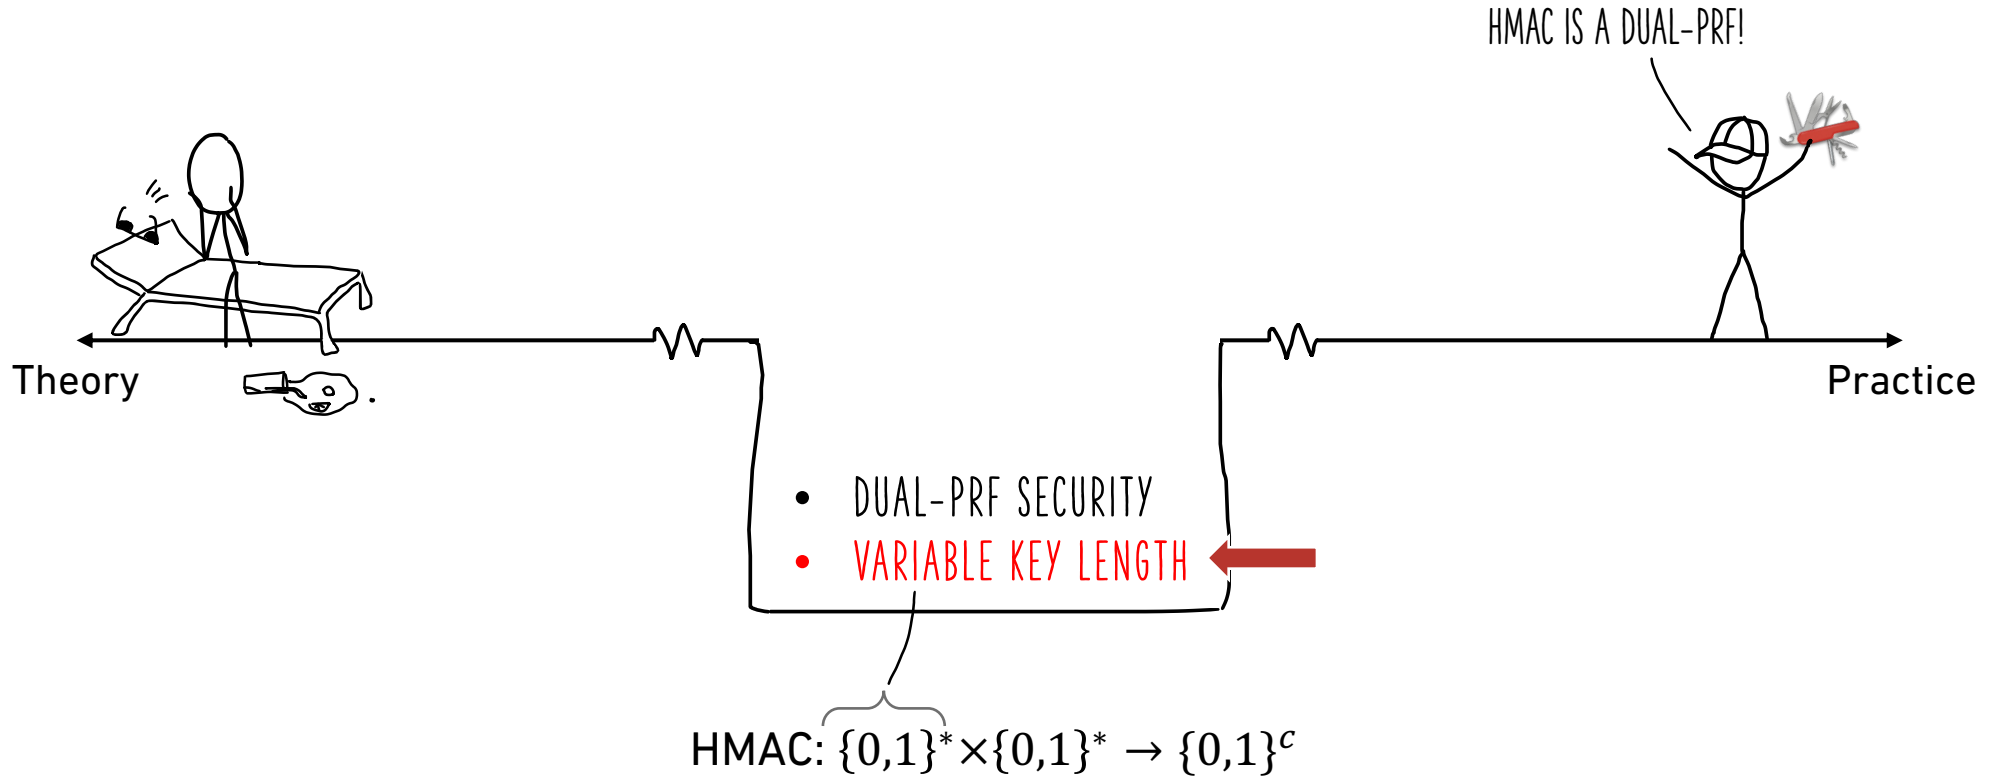 HMAC IS A DUAL-PRF!
Theory
Practice
• DUAL-PRF SECURITY
• VARIABLE KEY LENGTH
HMAC: {0,1}*×{0,1}* → {0,1}^c